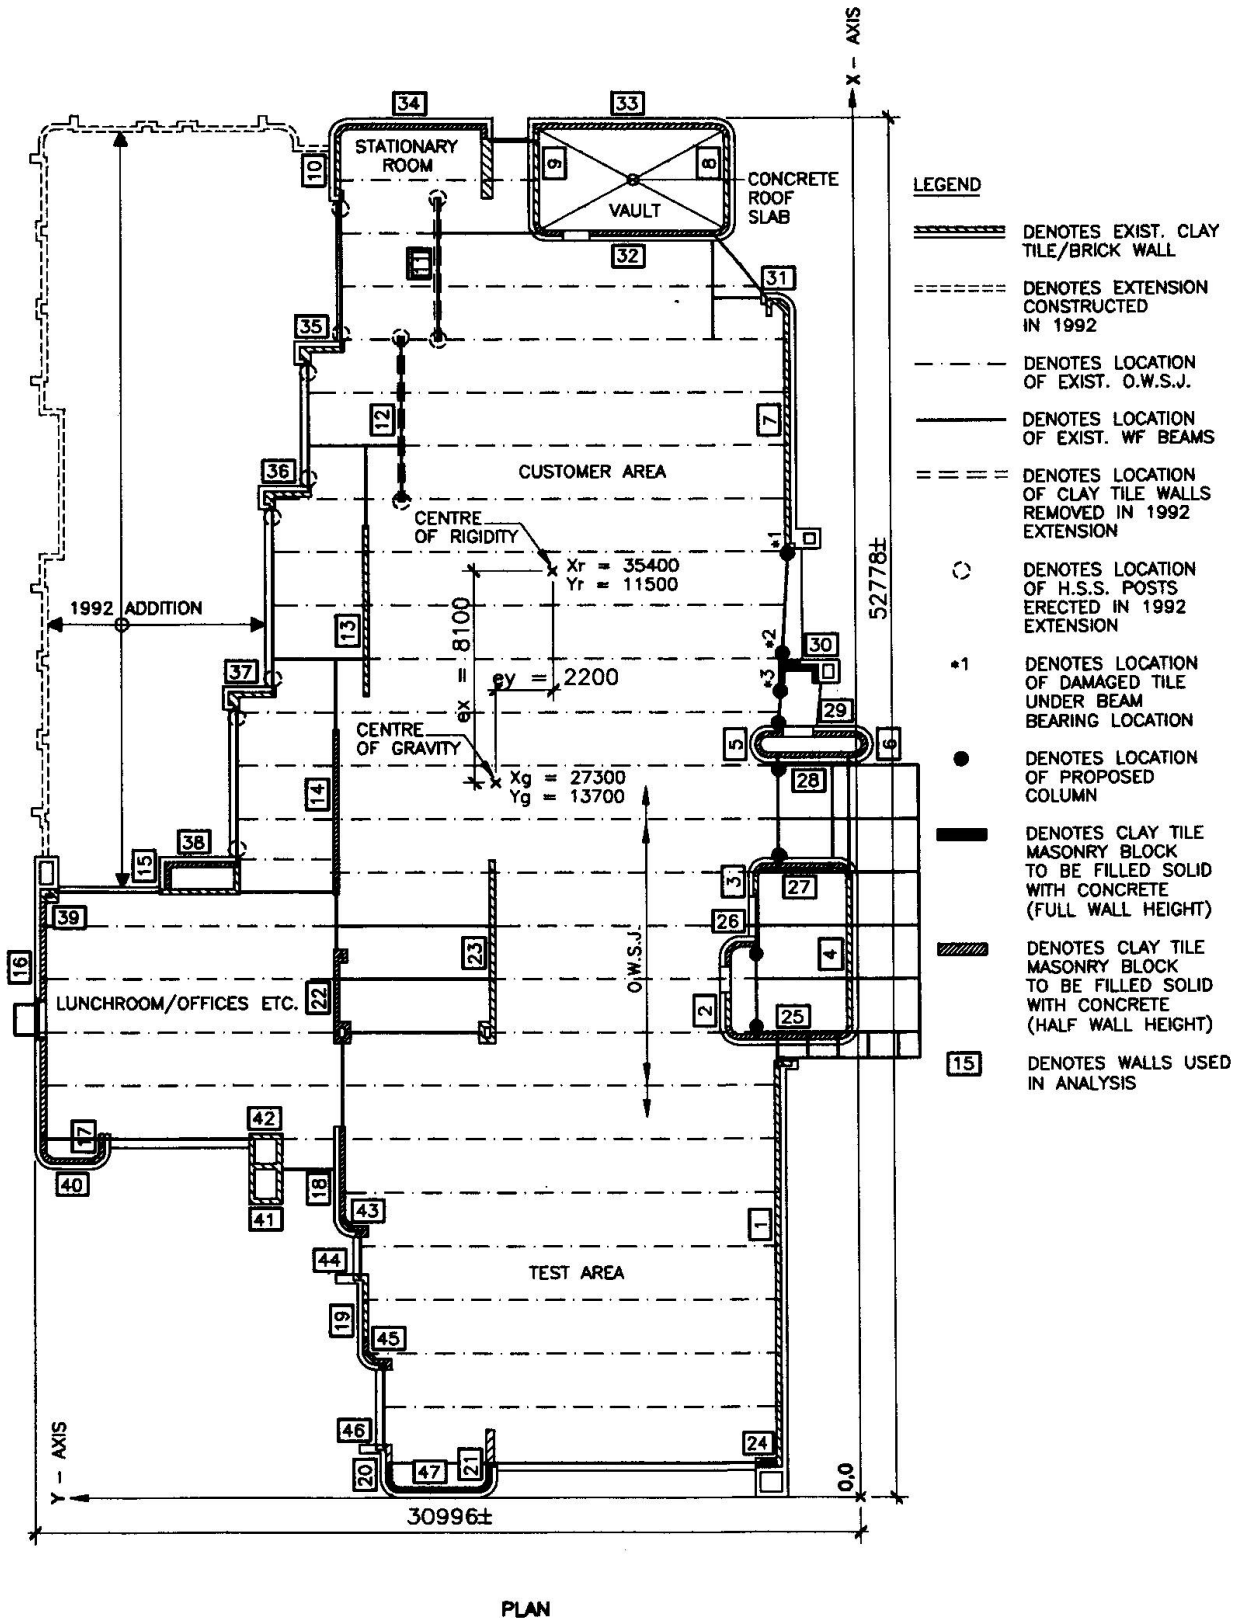 X - AXIS
34
33
STATIONARY
ROOM
10
9
8
CONCRETE
ROOF
SLAB
VAULT
32
11
31
35
12
7
36
CUSTOMER AREA
CENTRE
OF RIGIDITY
*1
Xr = 35400
Yr = 11500
1992 ADDITION
13
ex = 8100
52778±
*2
30
37
ey = 2200
*3
29
CENTRE
OF GRAVITY
5
6
Xg = 27300
Yg = 13700
14
28
38
15
3
27
39
26
16
23
O.W.S.J.
4
LUNCHROOM/OFFICES ETC.
22
2
25
42
17
40
18
41
43
1
44
TEST AREA
19
45
46
24
Y - AXIS
20
47
21
0,0
30996±
PLAN
LEGEND
DENOTES EXIST. CLAY
TILE/BRICK WALL
DENOTES EXTENSION
CONSTRUCTED
IN 1992
DENOTES LOCATION
OF EXIST. O.W.S.J.
DENOTES LOCATION
OF EXIST. WF BEAMS
DENOTES LOCATION
OF CLAY TILE WALLS
REMOVED IN 1992
EXTENSION
DENOTES LOCATION
OF H.S.S. POSTS
ERECTED IN 1992
EXTENSION
*1
DENOTES LOCATION
OF DAMAGED TILE
UNDER BEAM
BEARING LOCATION
DENOTES LOCATION
OF PROPOSED
COLUMN
DENOTES CLAY TILE
MASONRY BLOCK
TO BE FILLED SOLID
WITH CONCRETE
(FULL WALL HEIGHT)
DENOTES CLAY TILE
MASONRY BLOCK
TO BE FILLED SOLID
WITH CONCRETE
(HALF WALL HEIGHT)
15
DENOTES WALLS USED
IN ANALYSIS